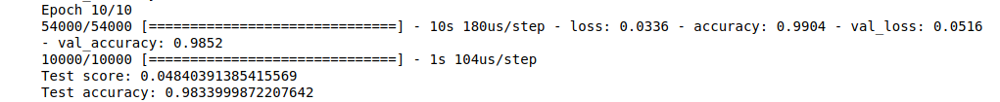 Epoch 10/10
54000/54000 [==============================] - 10s 180us/step - loss: 0.0336 - accuracy: 0.9904 - val_loss: 0.0516
- val_accuracy: 0.9852
10000/10000 [==============================] - 1s 104us/step
Test score: 0.04840391385415569
Test accuracy: 0.9833999872207642